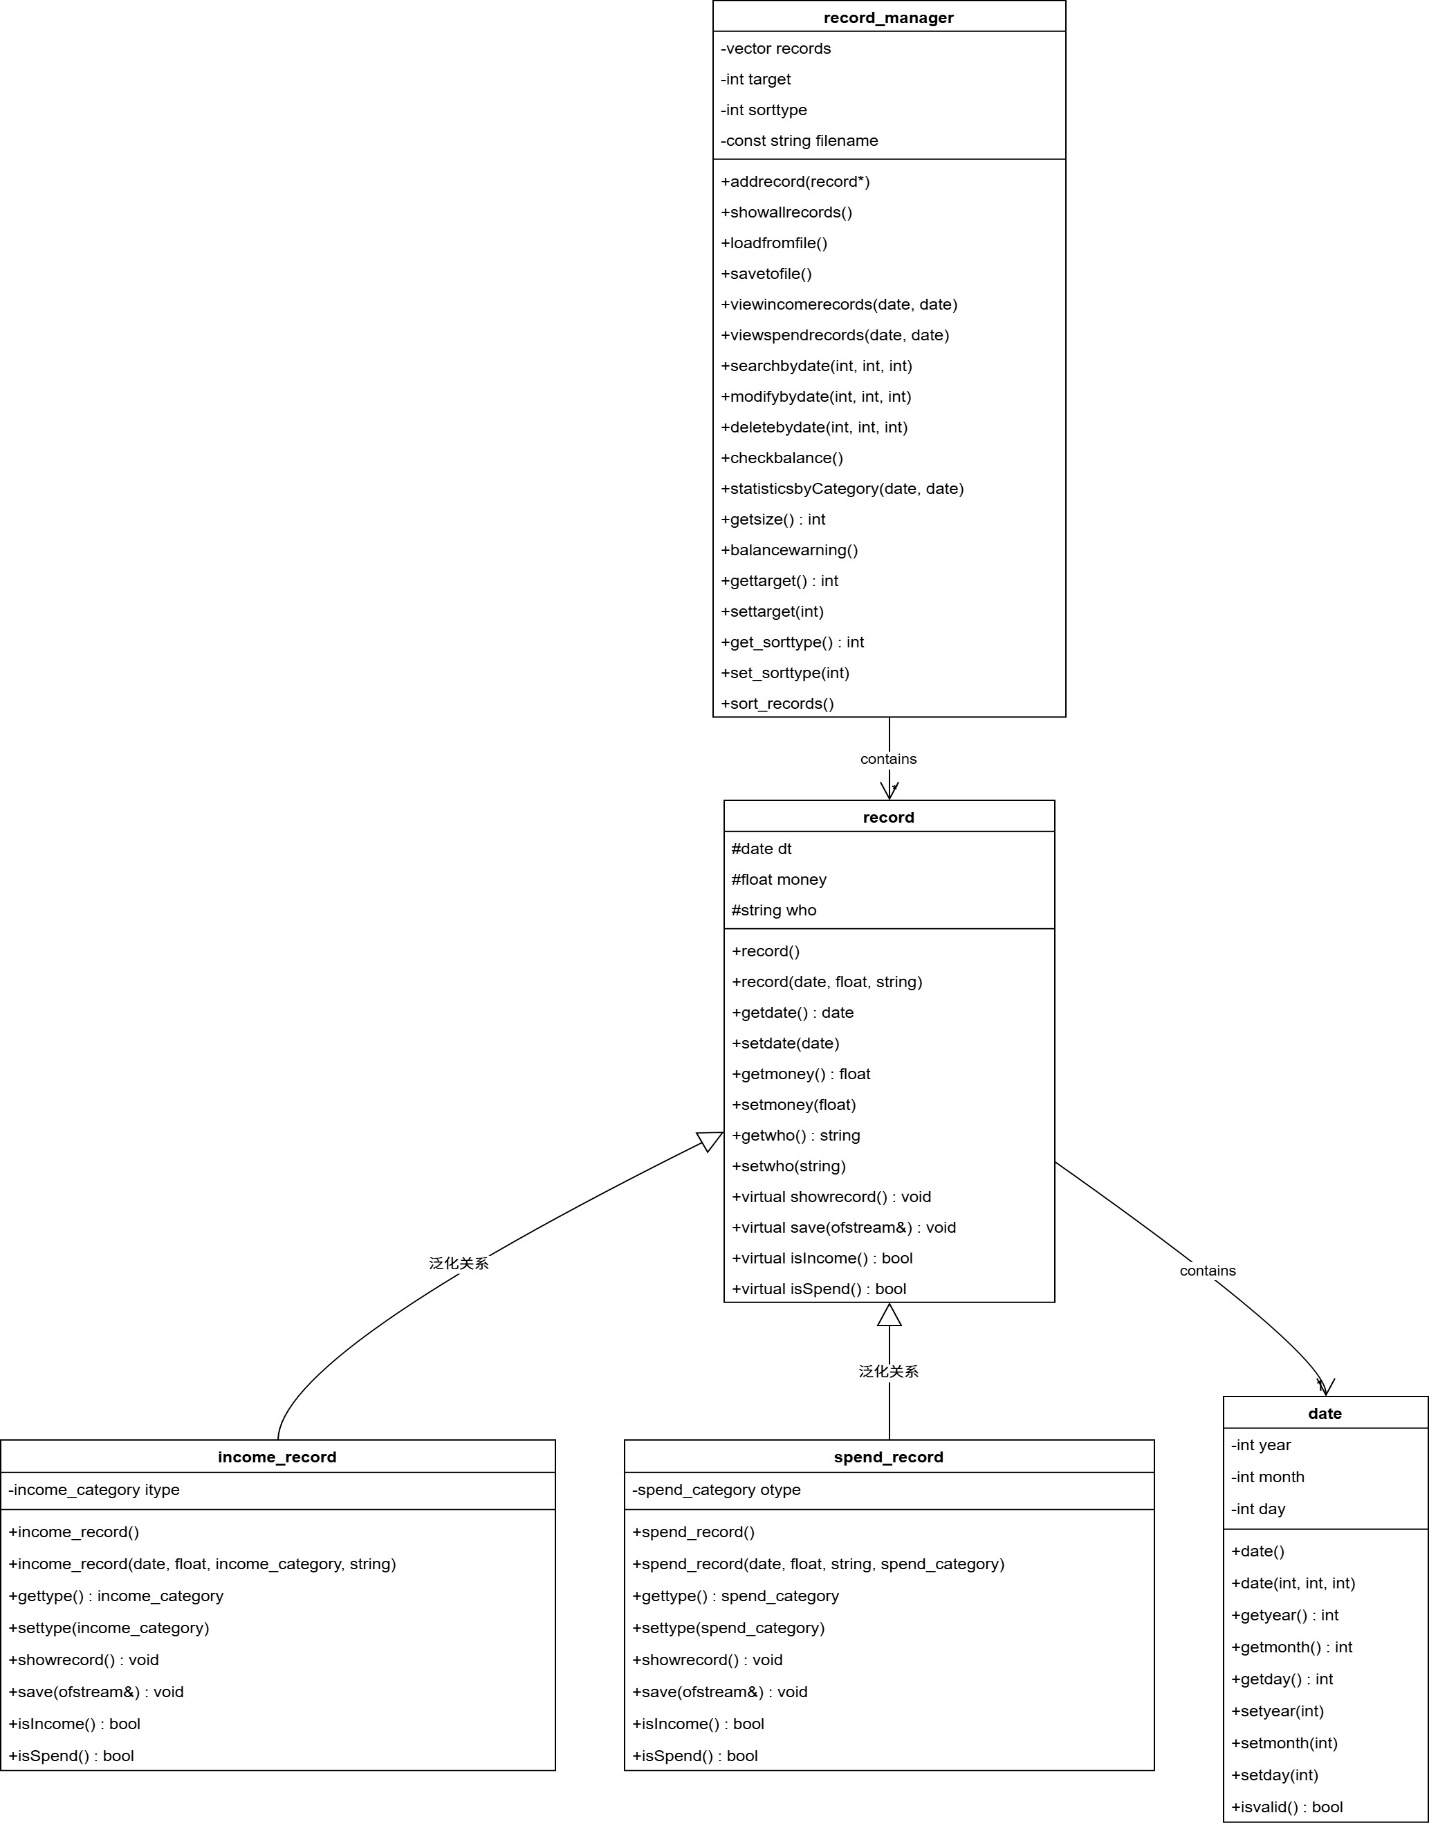 record_manager
-vector records
-int target
-int sorttype
-const string filename
+addrecord(record*)
+showallrecords()
+loadfromfile()
+savetofile()
+viewincomerecords(date, date)
+viewspendrecords(date, date)
+searchbydate(int, int, int)
+modifybydate(int, int, int)
+deletebydate(int, int, int)
+checkbalance()
+statisticsbyCategory(date, date)
+getsize() : int
+balancewarning()
+gettarget() : int
+settarget(int)
+get_sorttype() : int
+set_sorttype(int)
+sort_records()
contains
*
record
#date dt
#float money
#string who
+record()
+record(date, float, string)
+getdate() : date
+setdate(date)
+getmoney() : float
+setmoney(float)
+getwho() : string
+setwho(string)
+virtual showrecord() : void
+virtual save(ofstream&) : void
+virtual isIncome() : bool
+virtual isSpend() : bool
泛化关系
泛化关系
contains
1
income_record
-income_category itype
+income_record()
+income_record(date, float, income_category, string)
+gettype() : income_category
+settype(income_category)
+showrecord() : void
+save(ofstream&) : void
+isIncome() : bool
+isSpend() : bool
spend_record
-spend_category otype
+spend_record()
+spend_record(date, float, string, spend_category)
+gettype() : spend_category
+settype(spend_category)
+showrecord() : void
+save(ofstream&) : void
+isIncome() : bool
+isSpend() : bool
date
-int year
-int month
-int day
+date()
+date(int, int, int)
+getyear() : int
+getmonth() : int
+getday() : int
+setyear(int)
+setmonth(int)
+setday(int)
+isvalid() : bool